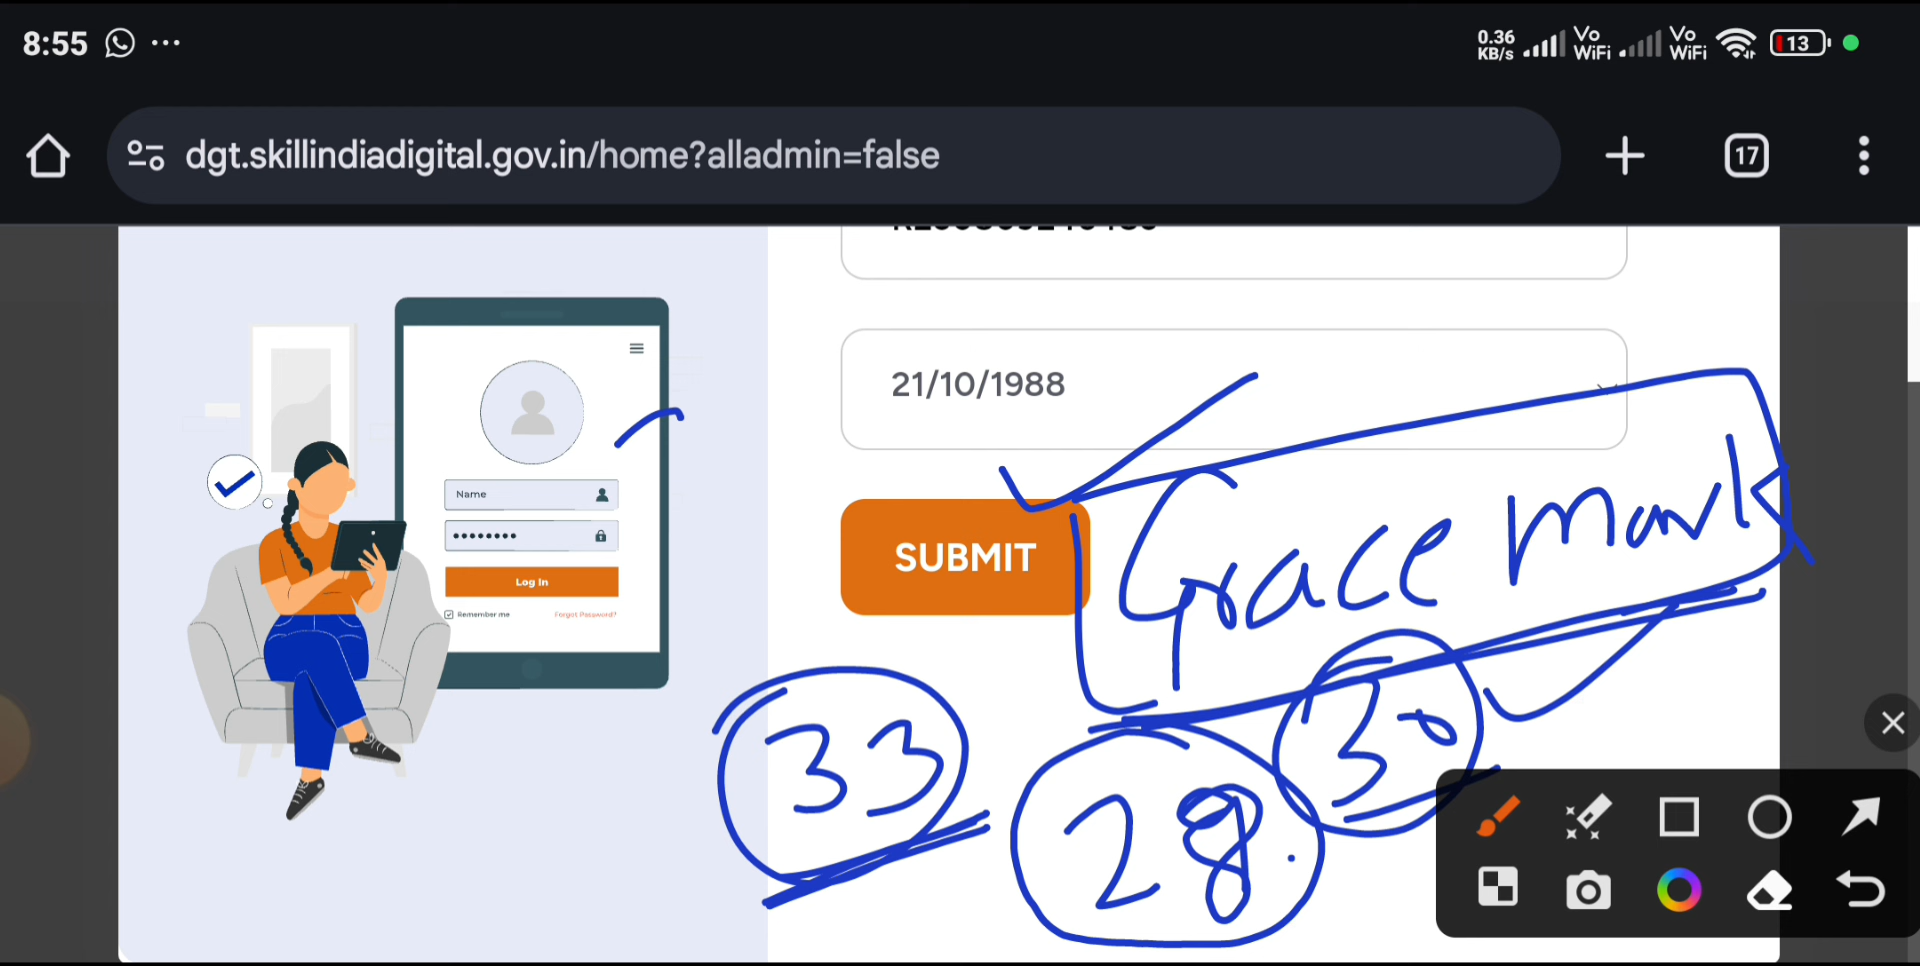 8:55 ...
0.36 KB/s Vo WiFi Vo WiFi 13
dgt.skillindiadigital.gov.in/home?alladmin=false
17
21/10/1988
Name
Log In
Remember me Forgot Password?
SUBMIT
Grace mark
33
28
30